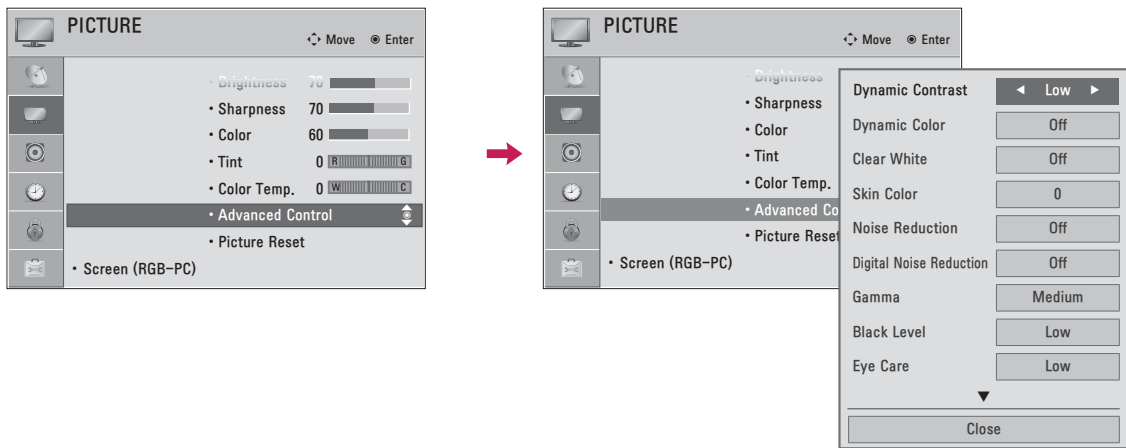 PICTURE
Move Enter
- Brightness 70
• Sharpness 70
• Color 60
• Tint 0 R G
• Color Temp. 0 W C
• Advanced Control
• Picture Reset
• Screen (RGB-PC)
PICTURE
Move Enter
- Brightness
• Sharpness
• Color
• Tint
• Color Temp.
• Advanced Co
• Picture Reset
• Screen (RGB-PC)
Dynamic Contrast ◄ Low ►
Dynamic Color Off
Clear White Off
Skin Color 0
Noise Reduction Off
Digital Noise Reduction Off
Gamma Medium
Black Level Low
Eye Care Low
▼
Close